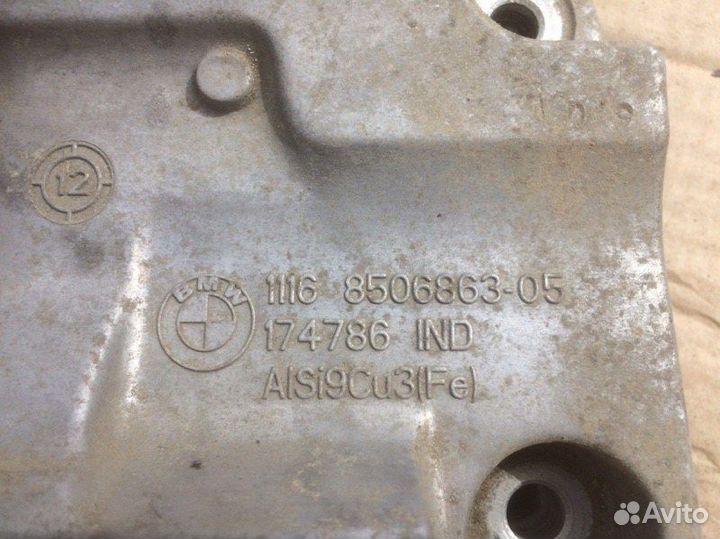 12
BMW
1116 8506863-05
174786 IND
AlSi9Cu3(Fe)
Avito